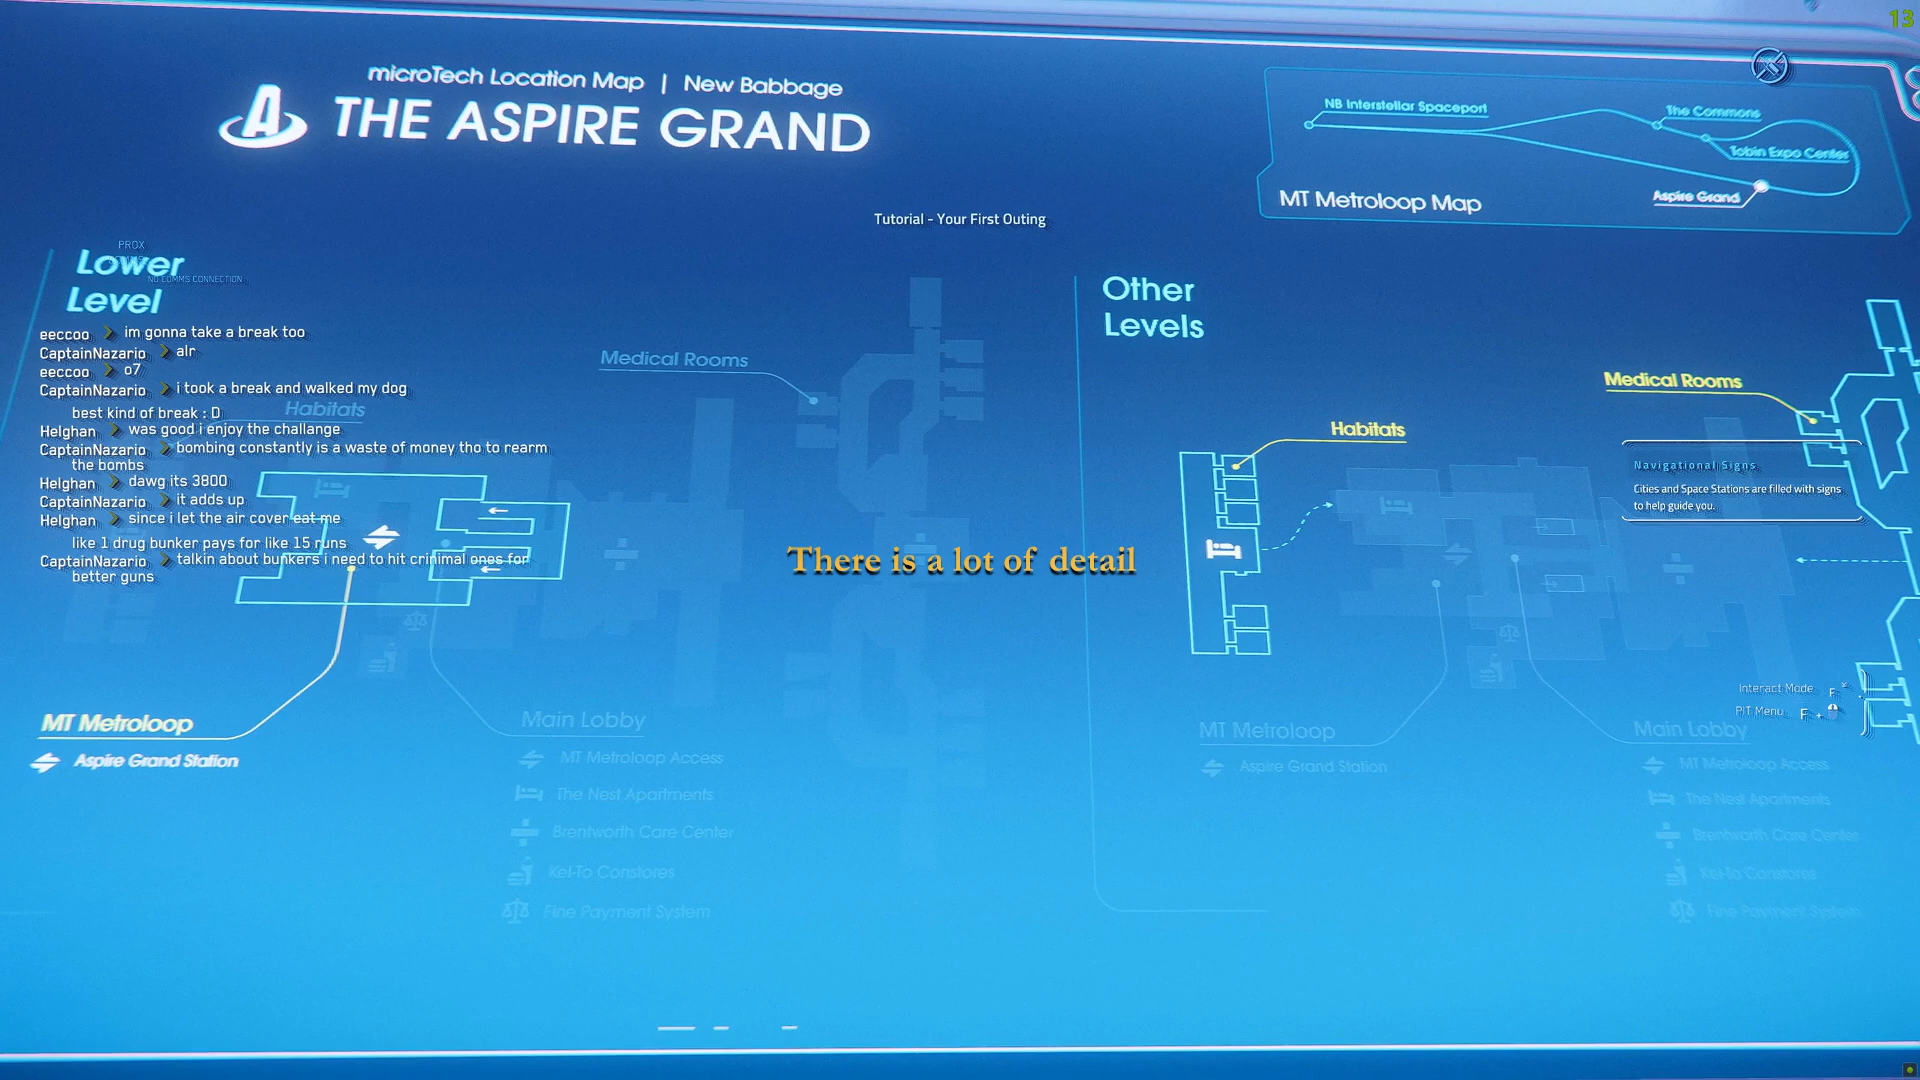 13
microTech Location Map | New Babbage
THE ASPIRE GRAND
NB Interstellar Spaceport
The Commons
Tobin Expo Center
Aspire Grand
MT Metroloop Map
Tutorial - Your First Outing
PROX
NO COMMS CONNECTION
Lower
Level
eeccoo > im gonna take a break too
CaptainNazario > alr
eeccoo > o7
CaptainNazario > i took a break and walked my dog
best kind of break : D
Helghan > was good i enjoy the challange
CaptainNazario > bombing constantly is a waste of money tho to rearm
the bombs
Helghan > dawg its 3800
CaptainNazario > it adds up
Helghan > since i let the air cover eat me
like 1 drug bunker pays for like 15 runs
CaptainNazario > talkin about bunkers i need to hit criminal ones for
better guns
Habitats
Medical Rooms
MT Metroloop
Aspire Grand Station
Main Lobby
MT Metroloop Access
The Nest Apartments
Brentworth Care Center
Kel-To Constores
Fine Payment System
There is a lot of detail
Other
Levels
Medical Rooms
Habitats
Navigational Signs
Cities and Space Stations are filled with signs
to help guide you.
Interact Mode F
PIT Menu F +
MT Metroloop
Aspire Grand Station
Main Lobby
MT Metroloop Access
The Nest Apartments
Brentworth Care Center
Kel-To Constores
Fine Payment System